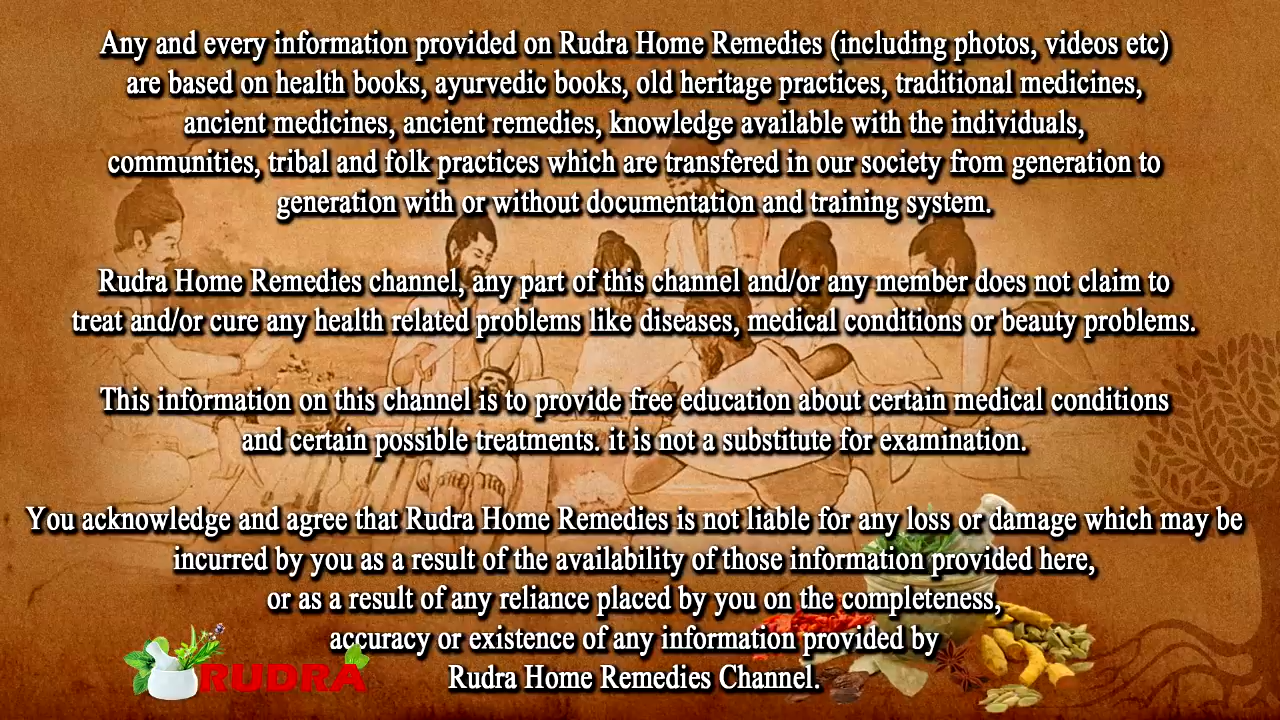 Any and every information provided on Rudra Home Remedies (including photos, videos etc)
are based on health books, ayurvedic books, old heritage practices, traditional medicines,
ancient medicines, ancient remedies, knowledge available with the individuals,
communities, tribal and folk practices which are transfered in our society from generation to
generation with or without documentation and training system.
Rudra Home Remedies channel, any part of this channel and/or any member does not claim to
treat and/or cure any health related problems like diseases, medical conditions or beauty problems.
This information on this channel is to provide free education about certain medical conditions
and certain possible treatments. it is not a substitute for examination.
You acknowledge and agree that Rudra Home Remedies is not liable for any loss or damage which may be
incurred by you as a result of the availability of those information provided here,
or as a result of any reliance placed by you on the completeness,
accuracy or existence of any information provided by
Rudra Home Remedies Channel.
RUDRA